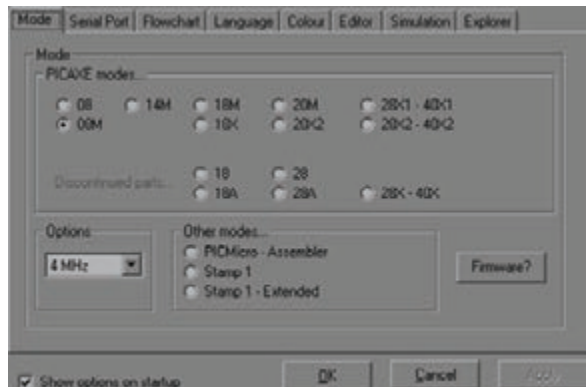 Mode Serial Port Flowchart Language Colour Editor Simulation Explorer
Mode
PICAXE modes...
08 14M 18M 20M 28X1 - 40X1
08M 18X 20X2 28X2 - 40X2
Discontinued parts... 18 28
18A 28A 28X - 40X
Options
4 MHz
Other modes...
PICMicro - Assembler
Stamp 1
Stamp 1 - Extended
Firmware?
Show options on startup
OK Cancel Apply